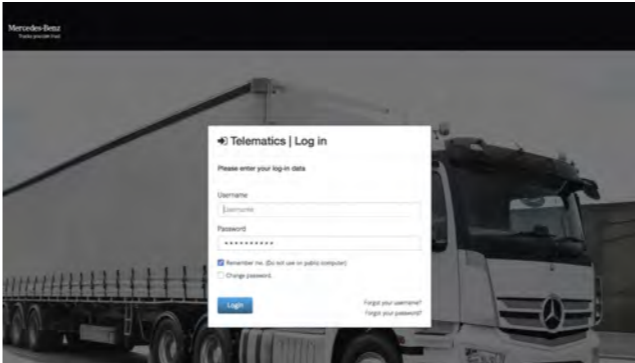 Mercedes-Benz
Trucks you can trust
Telematics | Log in
Please enter your log-in data
Username
Username
Password
Remember me. (Do not use on public computer)
Change password.
Login
Forgot your username?
Forgot your password?